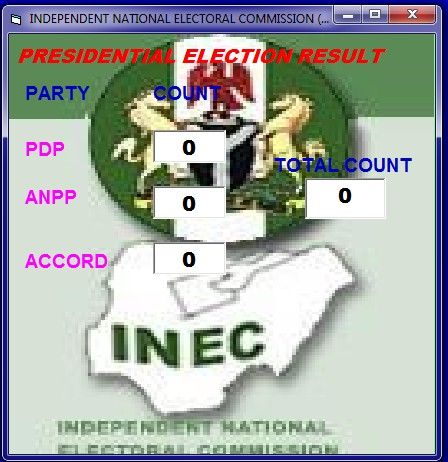 INDEPENDENT NATIONAL ELECTORAL COMMISSION (...
PRESIDENTIAL ELECTION RESULT
PARTY COUNT
PDP 0
TOTAL COUNT
ANPP 0 0
ACCORD 0
INEC
INDEPENDENT NATIONAL
ELECTORAL COMMISSION